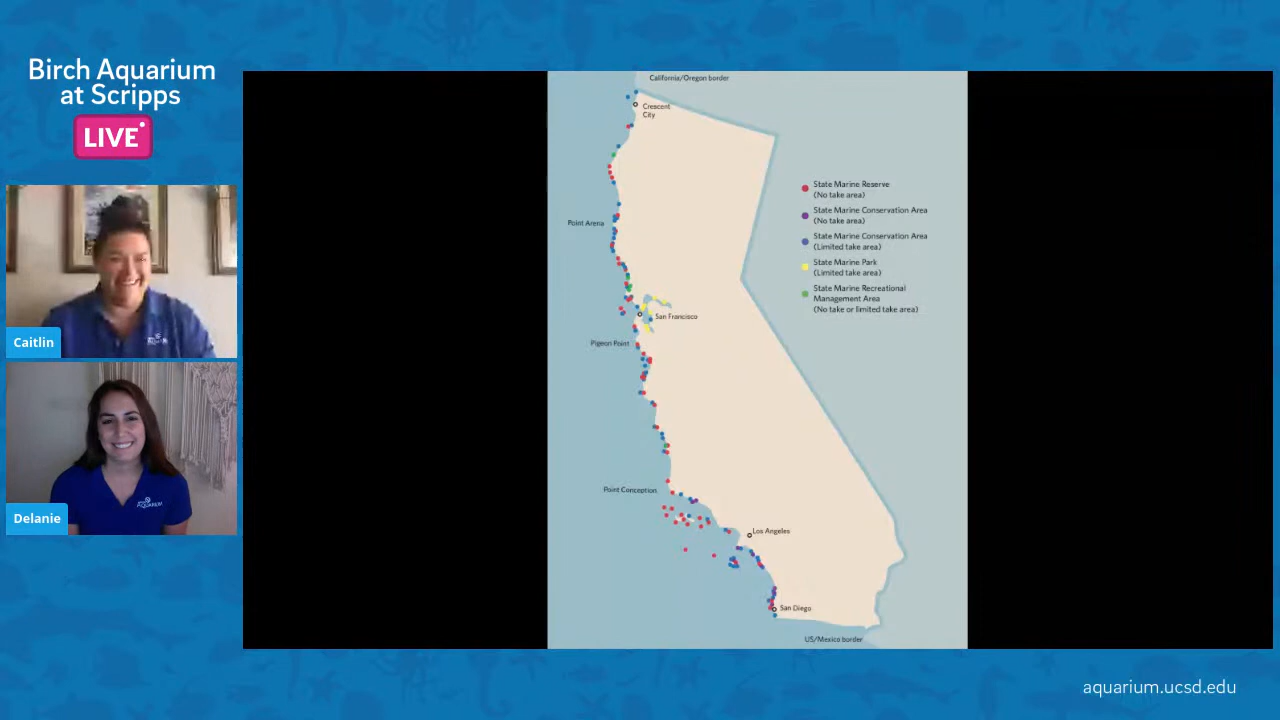 Birch Aquarium
at Scripps
LIVE
Caitlin
Delanie
AQUARIUM
California/Oregon border
Crescent
City
Point Arena
San Francisco
Pigeon Point
Point Conception
Los Angeles
San Diego
US/Mexico border
State Marine Reserve
(No take area)
State Marine Conservation Area
(No take area)
State Marine Conservation Area
(Limited take area)
State Marine Park
(Limited take area)
State Marine Recreational
Management Area
(No take or limited take area)
aquarium.ucsd.edu